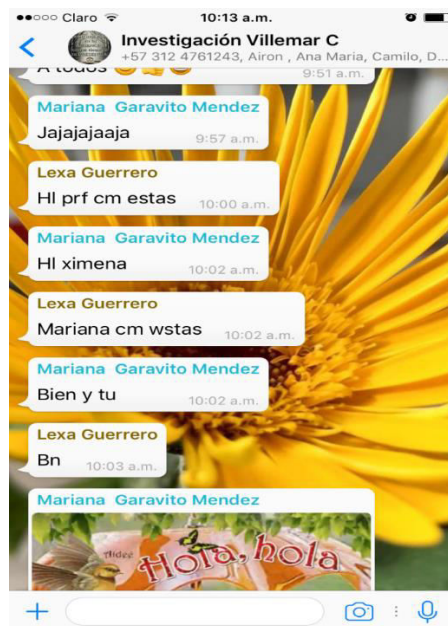 Claro 10:13 a.m.
Investigación Villemar C
+57 312 4761243, Airon , Ana Maria, Camilo, D...
A todos
9:51 a.m.
Mariana Garavito Mendez
Jajajajaaja
9:57 a.m.
Lexa Guerrero
Hl prf cm estas
10:00 a.m.
Mariana Garavito Mendez
Hl ximena
10:02 a.m.
Lexa Guerrero
Mariana cm wstas
10:02 a.m.
Mariana Garavito Mendez
Bien y tu
10:02 a.m.
Lexa Guerrero
Bn
10:03 a.m.
Mariana Garavito Mendez
Aidee
Hola, hola